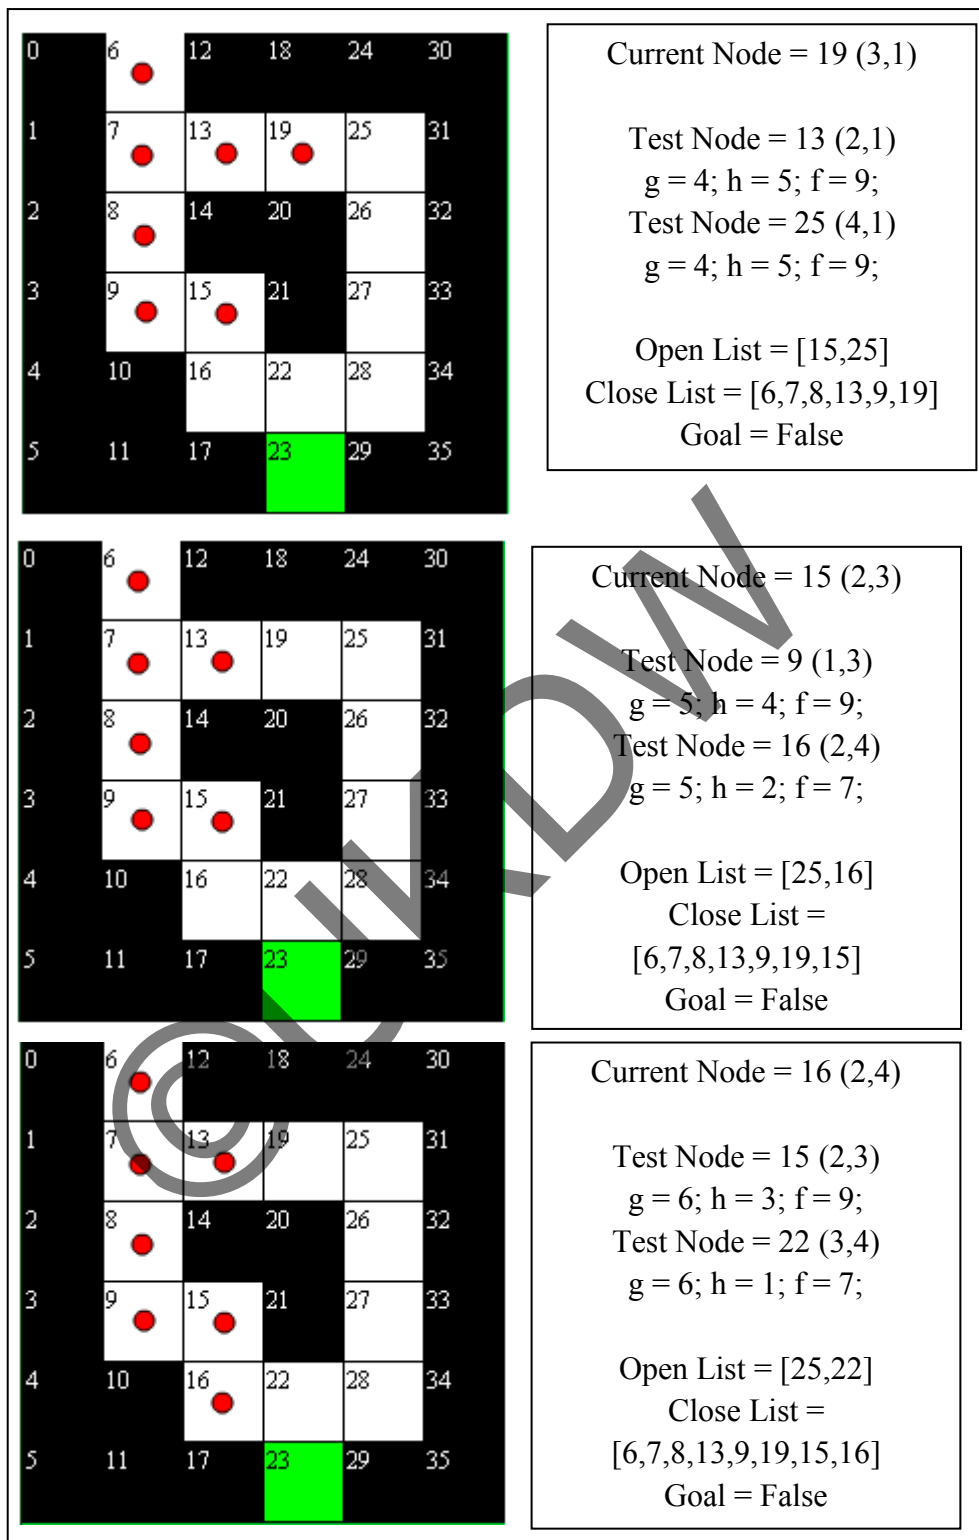 0 6 12 18 24 30
1 7 13 19 25 31
2 8 14 20 26 32
3 9 15 21 27 33
4 10 16 22 28 34
5 11 17 23 29 35
Current Node = 19 (3,1)
Test Node = 13 (2,1)
g = 4; h = 5; f = 9;
Test Node = 25 (4,1)
g = 4; h = 5; f = 9;
Open List = [15,25]
Close List = [6,7,8,13,9,19]
Goal = False
0 6 12 18 24 30
1 7 13 19 25 31
2 8 14 20 26 32
3 9 15 21 27 33
4 10 16 22 28 34
5 11 17 23 29 35
Current Node = 15 (2,3)
Test Node = 9 (1,3)
g = 5; h = 4; f = 9;
Test Node = 16 (2,4)
g = 5; h = 2; f = 7;
Open List = [25,16]
Close List =
[6,7,8,13,9,19,15]
Goal = False
0 6 12 18 24 30
1 7 13 19 25 31
2 8 14 20 26 32
3 9 15 21 27 33
4 10 16 22 28 34
5 11 17 23 29 35
Current Node = 16 (2,4)
Test Node = 15 (2,3)
g = 6; h = 3; f = 9;
Test Node = 22 (3,4)
g = 6; h = 1; f = 7;
Open List = [25,22]
Close List =
[6,7,8,13,9,19,15,16]
Goal = False
©UKDW